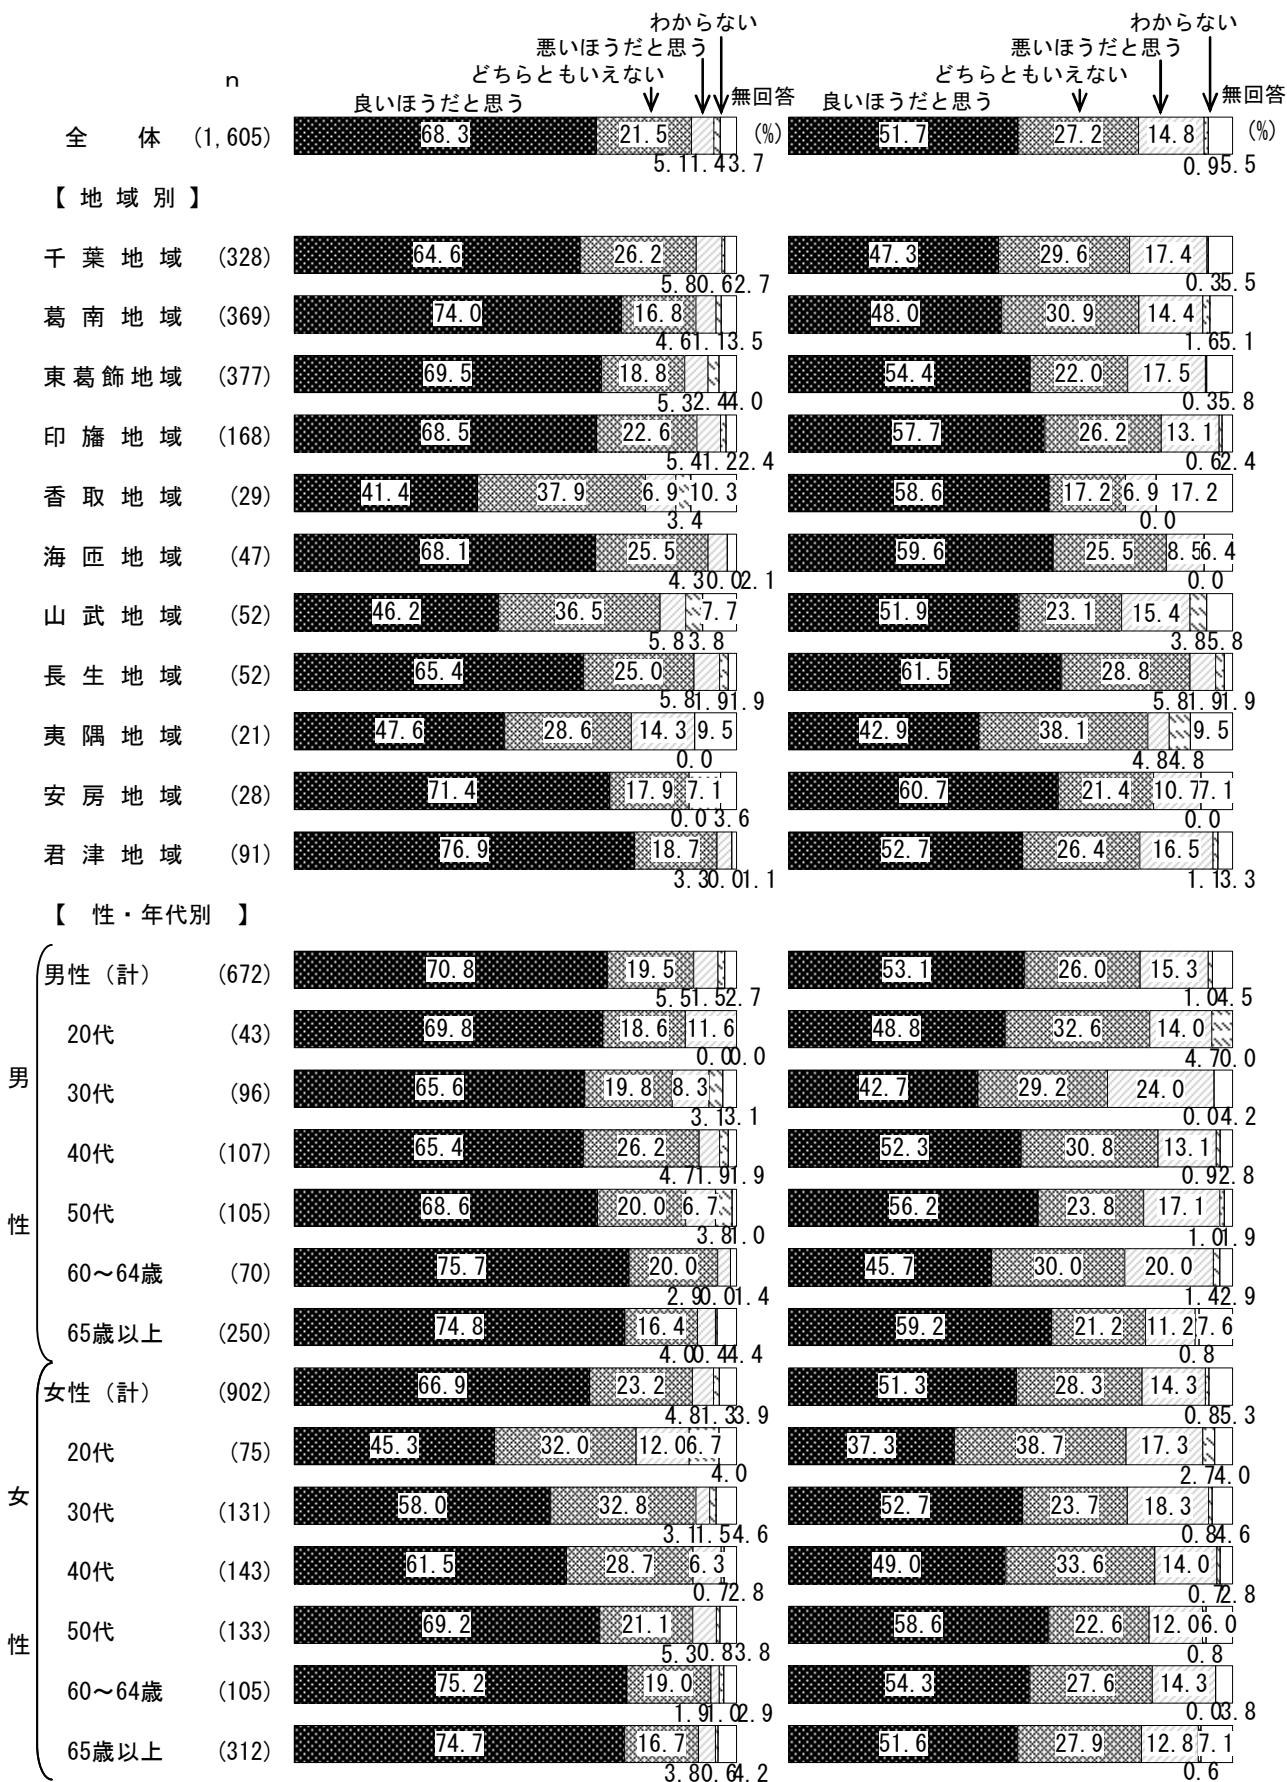 わからない わからない
悪いほうだと思う 悪いほうだと思う
どちらともいえない どちらともいえない
n 良いほうだと思う 無回答 良いほうだと思う 無回答
全体 (1,605) 68.3 21.5 (%) 51.7 27.2 14.8 (%)
5.1 1.4 3.7 0.9 5.5
【地域別】
千葉地域 (328) 64.6 26.2 47.3 29.6 17.4
5.8 0.6 2.7 0.3 5.5
葛南地域 (369) 74.0 16.8 48.0 30.9 14.4
4.6 1.1 3.5 1.6 5.1
東葛飾地域 (377) 69.5 18.8 54.4 22.0 17.5
5.3 2.4 4.0 0.3 5.8
印旛地域 (168) 68.5 22.6 57.7 26.2 13.1
5.4 1.2 2.4 0.6 2.4
香取地域 (29) 41.4 37.9 6.9 10.3 58.6 17.2 6.9 17.2
3.4 0.0
海匝地域 (47) 68.1 25.5 59.6 25.5 8.5 6.4
4.3 0.0 2.1 0.0
山武地域 (52) 46.2 36.5 7.7 51.9 23.1 15.4
5.8 3.8 3.8 5.8
長生地域 (52) 65.4 25.0 61.5 28.8
5.8 1.9 1.9 5.8 1.9 1.9
夷隅地域 (21) 47.6 28.6 14.3 9.5 42.9 38.1 9.5
0.0 4.8 4.8
安房地域 (28) 71.4 17.9 7.1 60.7 21.4 10.7 7.1
0.0 3.6 0.0
君津地域 (91) 76.9 18.7 52.7 26.4 16.5
3.3 0.0 1.1 1.1 3.3
【性・年代別】
男性
男性（計） (672) 70.8 19.5 53.1 26.0 15.3
5.5 1.5 2.7 1.0 4.5
20代 (43) 69.8 18.6 11.6 48.8 32.6 14.0
0.0 0.0 4.7 0.0
30代 (96) 65.6 19.8 8.3 42.7 29.2 24.0
3.1 3.1 0.0 4.2
40代 (107) 65.4 26.2 52.3 30.8 13.1
4.7 1.9 1.9 0.9 2.8
50代 (105) 68.6 20.0 6.7 56.2 23.8 17.1
3.8 1.0 1.0 1.9
60～64歳 (70) 75.7 20.0 45.7 30.0 20.0
2.9 0.0 1.4 1.4 2.9
65歳以上 (250) 74.8 16.4 59.2 21.2 11.2 7.6
4.0 0.4 4.4 0.8
女性
女性（計） (902) 66.9 23.2 51.3 28.3 14.3
4.8 1.3 3.9 0.8 5.3
20代 (75) 45.3 32.0 12.0 6.7 37.3 38.7 17.3
4.0 2.7 4.0
30代 (131) 58.0 32.8 52.7 23.7 18.3
3.1 1.5 4.6 0.8 4.6
40代 (143) 61.5 28.7 6.3 49.0 33.6 14.0
0.7 2.8 0.7 2.8
50代 (133) 69.2 21.1 58.6 22.6 12.0 6.0
5.3 0.8 3.8 0.8
60～64歳 (105) 75.2 19.0 54.3 27.6 14.3
1.9 1.0 2.9 0.0 3.8
65歳以上 (312) 74.7 16.7 51.6 27.9 12.8 7.1
3.8 0.6 4.2 0.6